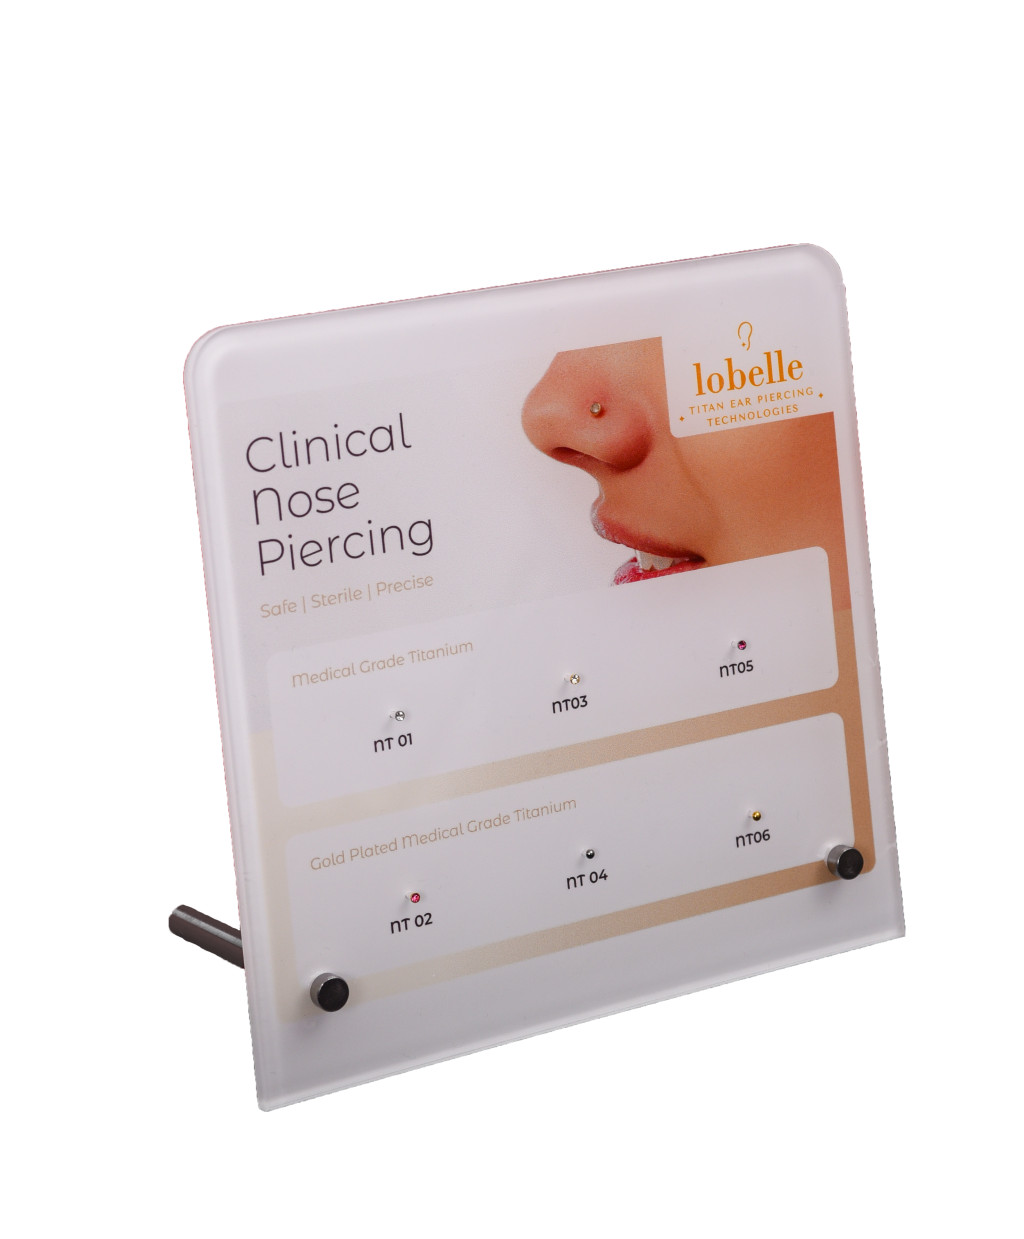 lobelle
TITAN EAR PIERCING
TECHNOLOGIES
Clinical
Nose
Piercing
Safe | Sterile | Precise
Medical Grade Titanium
NT 01
NT03
NT05
Gold Plated Medical Grade Titanium
NT 02
NT 04
NT06